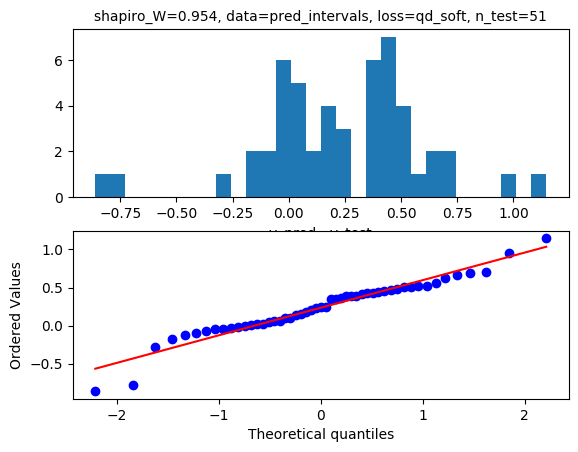 shapiro_W=0.954, data=pred_intervals, loss=qd_soft, n_test=51
6
4
2
0
−0.75 −0.50 −0.25 0.00 0.25 0.50 0.75 1.00
1.0
0.5
0.0
−0.5
Ordered Values
−2 −1 0 1 2
Theoretical quantiles